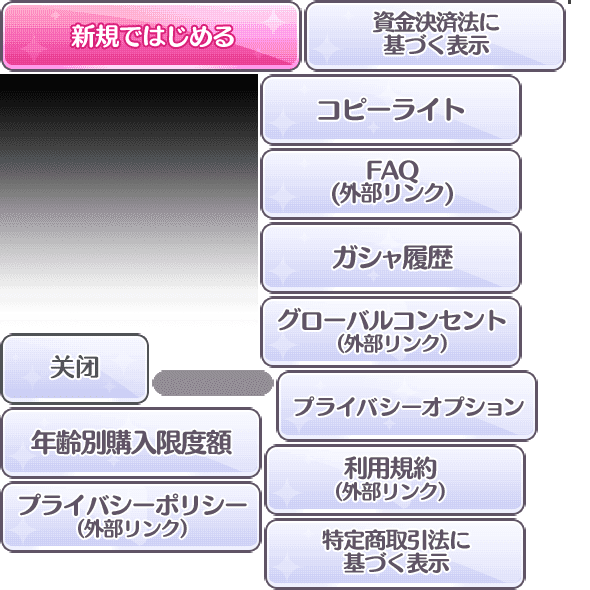 新規ではじめる
資金決済法に
基づく表示
コピーライト
FAQ
(外部リンク)
ガシャ履歴
グローバルコンセント
(外部リンク)
关闭
プライバシーオプション
年齢別購入限度額
利用規約
(外部リンク)
プライバシーポリシー
(外部リンク)
特定商取引法に
基づく表示